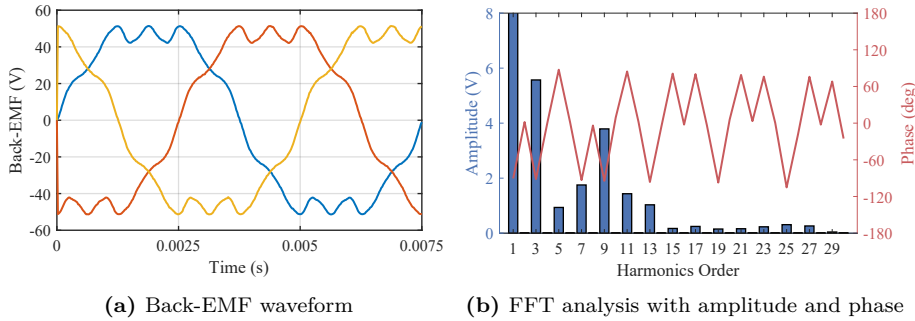 60
40
20
0
-20
-40
-60
Back-EMF (V)
0 0.0025 0.005 0.0075
Time (s)
8
6
4
2
0
Amplitude (V)
180
120
60
0
-60
-120
-180
Phase (deg)
1 3 5 7 9 11 13 15 17 19 21 23 25 27 29
Harmonics Order
(a) Back-EMF waveform
(b) FFT analysis with amplitude and phase